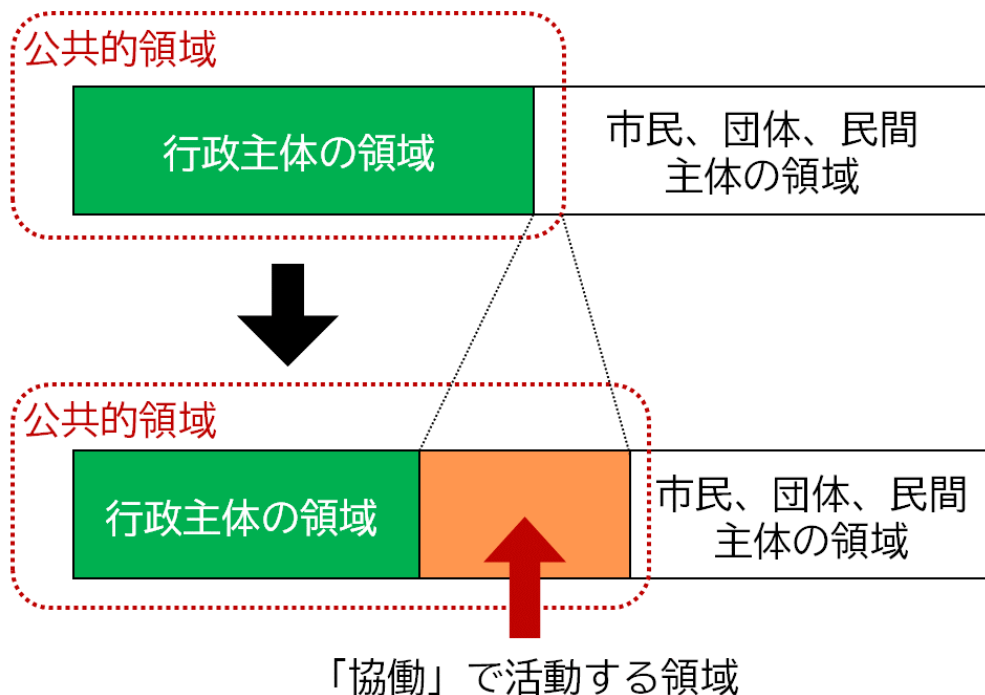 公共的領域
行政主体の領域
市民、団体、民間
主体の領域
公共的領域
行政主体の領域
市民、団体、民間
主体の領域
「協働」で活動する領域